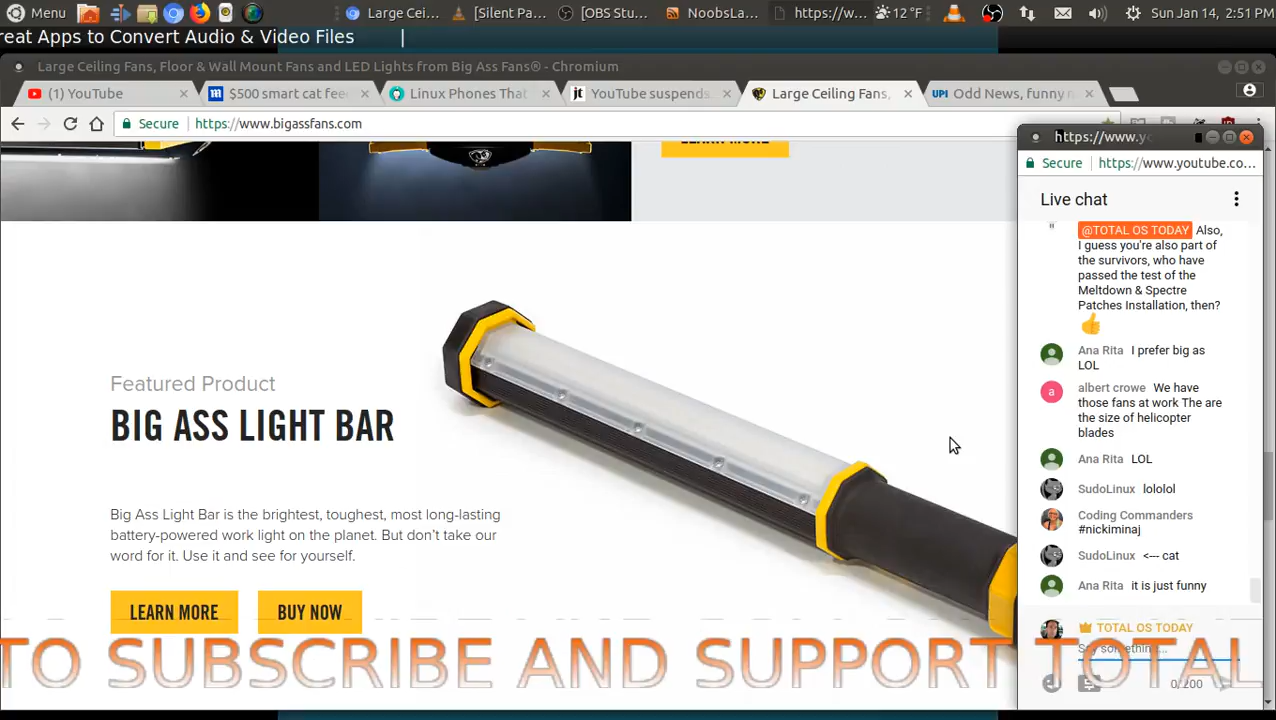 Menu
Large Cei...
[Silent Pa...
[OBS Stu...
NoobsLa...
https://w...
12 °F
Sun Jan 14, 2:51 PM
reat Apps to Convert Audio & Video Files |
Large Ceiling Fans, Floor & Wall Mount Fans and LED Lights from Big Ass Fans® - Chromium
(1) YouTube
$500 smart cat fee
Linux Phones That
YouTube suspends
Large Ceiling Fans,
Odd News, funny n
Secure
https://www.bigassfans.com
LEARN MORE
Featured Product
BIG ASS LIGHT BAR
Big Ass Light Bar is the brightest, toughest, most long-lasting
battery-powered work light on the planet. But don't take our
word for it. Use it and see for yourself.
LEARN MORE
BUY NOW
https://www.yo
Secure
https://www.youtube.co...
Live chat
@TOTAL OS TODAY Also,
I guess you're also part of
the survivors, who have
passed the test of the
Meltdown & Spectre
Patches Installation, then?
Ana Rita I prefer big as
LOL
albert crowe We have
those fans at work The are
the size of helicopter
blades
Ana Rita LOL
SudoLinux lololol
Coding Commanders
#nickiminaj
SudoLinux <--- cat
Ana Rita it is just funny
TOTAL OS TODAY
Say something...
0/200
TO SUBSCRIBE AND SUPPORT TOTAL